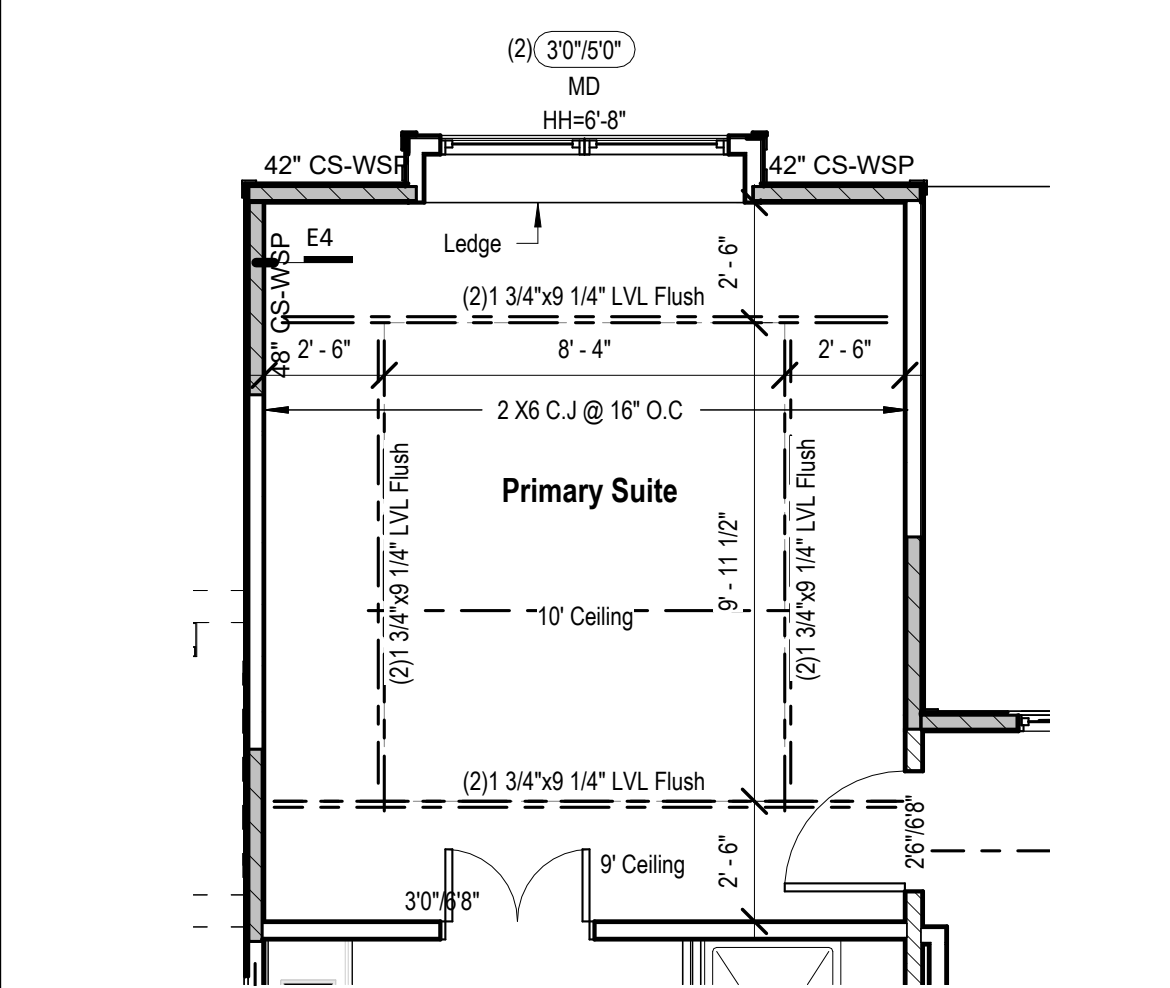 (2) 3'0"/5'0"
MD
HH=6'-8"
42" CS-WSP
42" CS-WSP
E4
48" CS-WSP
Ledge
2' - 6"
(2)1 3/4"x9 1/4" LVL Flush
2' - 6"
8' - 4"
2' - 6"
2 X6 C.J @ 16" O.C
(2)1 3/4"x9 1/4" LVL Flush
Primary Suite
(2)1 3/4"x9 1/4" LVL Flush
9' - 11 1/2"
10' Ceiling
(2)1 3/4"x9 1/4" LVL Flush
2'6"/6'8"
9' Ceiling
2' - 6"
3'0"/6'8"